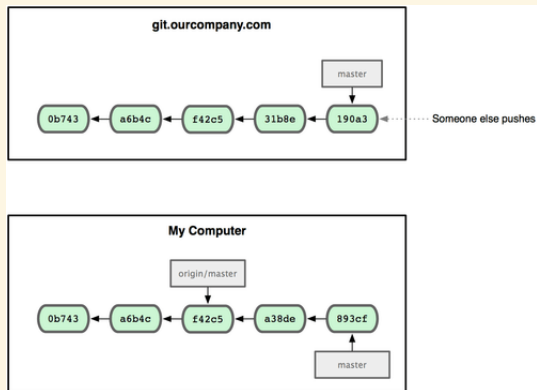 git.ourcompany.com
master
0b743 a6b4c f42c5 31b8e 190a3 Someone else pushes
My Computer
origin/master
0b743 a6b4c f42c5 a38de 893cf
master